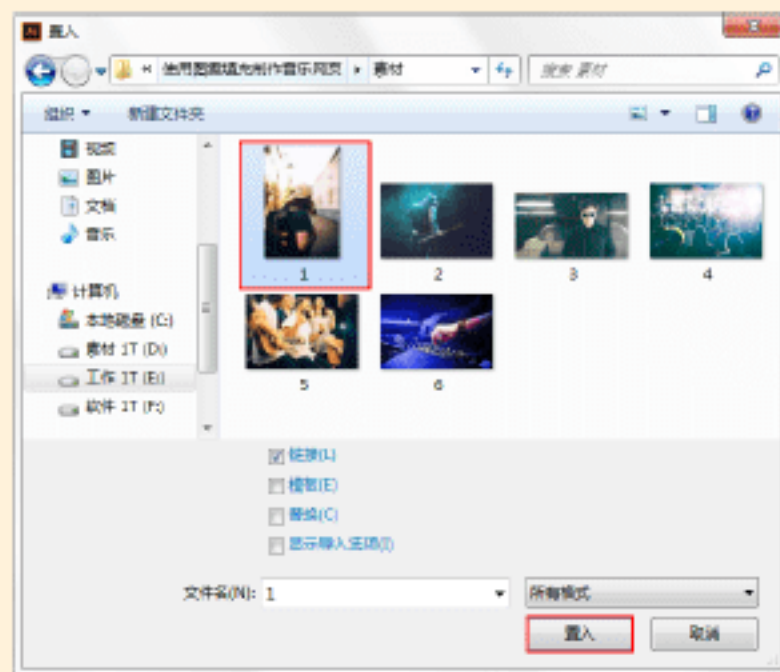 Ai 置入
使用图案填充制作音乐网页 ▸ 素材
搜索 素材
组织 ▼ 新建文件夹
视频
图片
文档
音乐
计算机
本地磁盘 (C:)
素材 1T (D:)
工作 1T (E:)
软件 1T (F:)
1
2
3
4
5
6
链接(L)
模板(E)
替换(C)
显示导入选项(I)
文件名(N): 1
所有格式
置入
取消